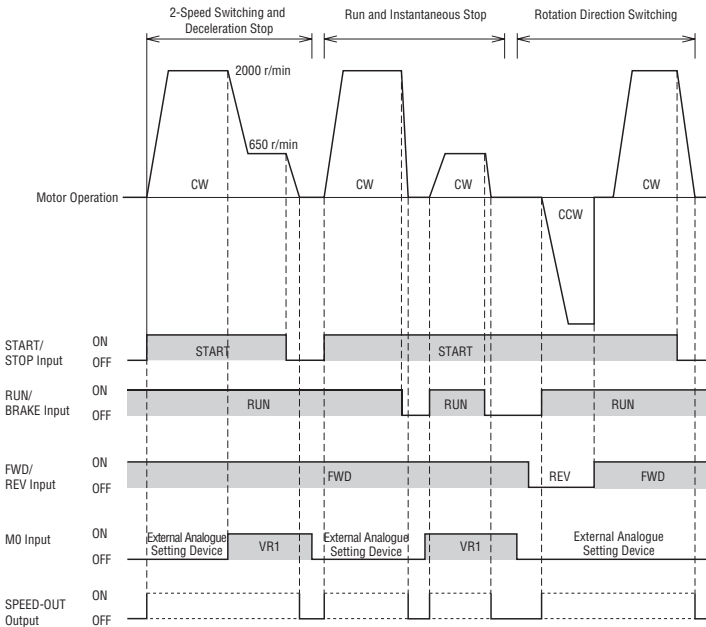 2-Speed Switching and
Deceleration Stop
Run and Instantaneous Stop
Rotation Direction Switching
2000 r/min
650 r/min
Motor Operation
CW
CW
CW
CCW
CW
START/
STOP Input
ON
OFF
START
START
RUN/
BRAKE Input
ON
OFF
RUN
RUN
RUN
FWD/
REV Input
ON
OFF
FWD
REV
FWD
M0 Input
ON
OFF
External Analogue
Setting Device
VR1
External Analogue
Setting Device
VR1
External Analogue
Setting Device
SPEED-OUT
Output
ON
OFF